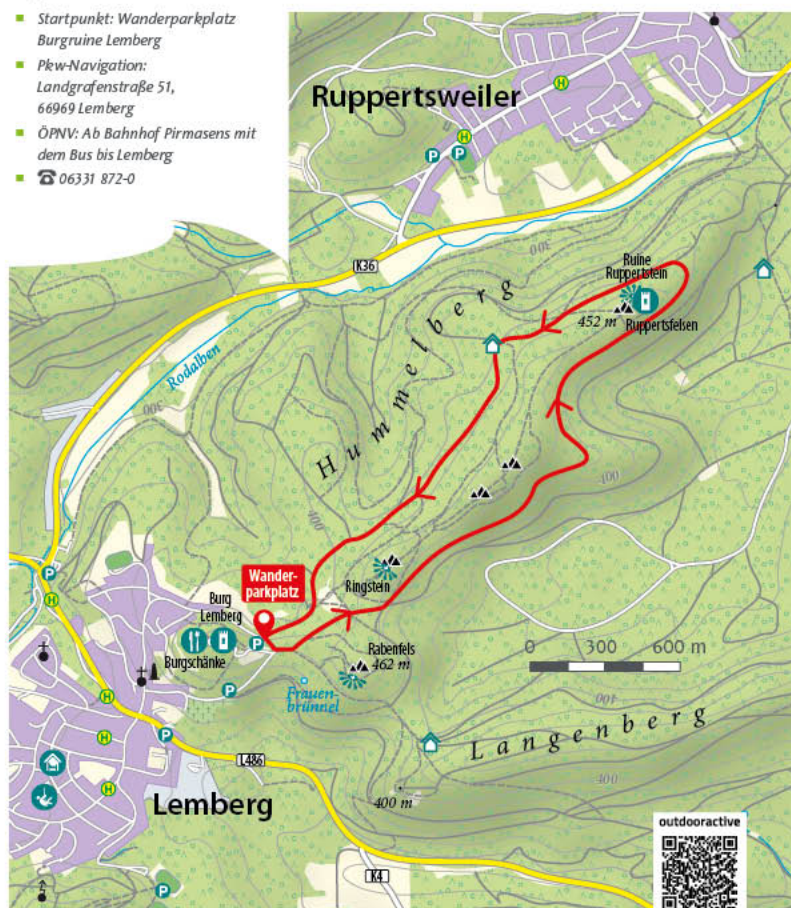 Startpunkt: Wanderparkplatz
Burgruine Lemberg
Pkw-Navigation:
Landgrafenstraße 51,
66969 Lemberg
ÖPNV: Ab Bahnhof Pirmasens mit
dem Bus bis Lemberg
☎ 06331 872-0
Ruppertsweiler
H
H
P
P
K36
300
Ruine
Ruppertstein
452 m
Ruppertsfelsen
Rodalben
300
Hummelberg
400
400
Ringstein
Wander-
parkplatz
Burg
Lemberg
P
Burgschänke
Rabenfels
462 m
0 300 600 m
Frauen-
brünnel
P
H
H
P
H
H
P
L486
Langenberg
400
400
400 m
Lemberg
K4
P
outdooractive